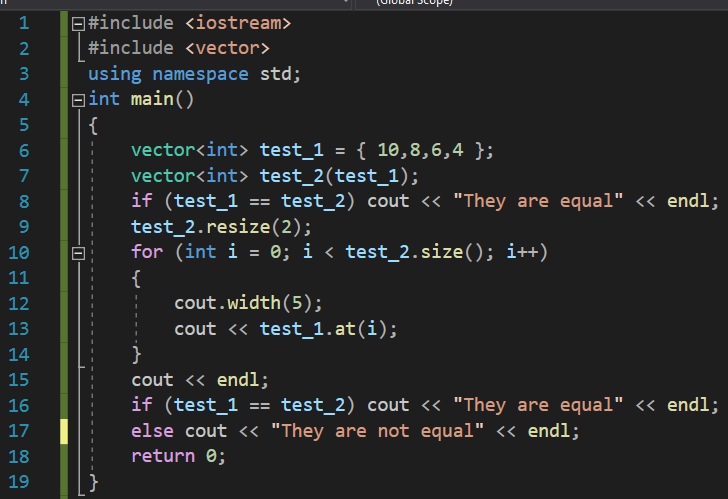 (Global Scope)
1 #include <iostream>
2 #include <vector>
3 using namespace std;
4 int main()
5 {
6 vector<int> test_1 = { 10,8,6,4 };
7 vector<int> test_2(test_1);
8 if (test_1 == test_2) cout << "They are equal" << endl;
9 test_2.resize(2);
10 for (int i = 0; i < test_2.size(); i++)
11 {
12 cout.width(5);
13 cout << test_1.at(i);
14 }
15 cout << endl;
16 if (test_1 == test_2) cout << "They are equal" << endl;
17 else cout << "They are not equal" << endl;
18 return 0;
19 }